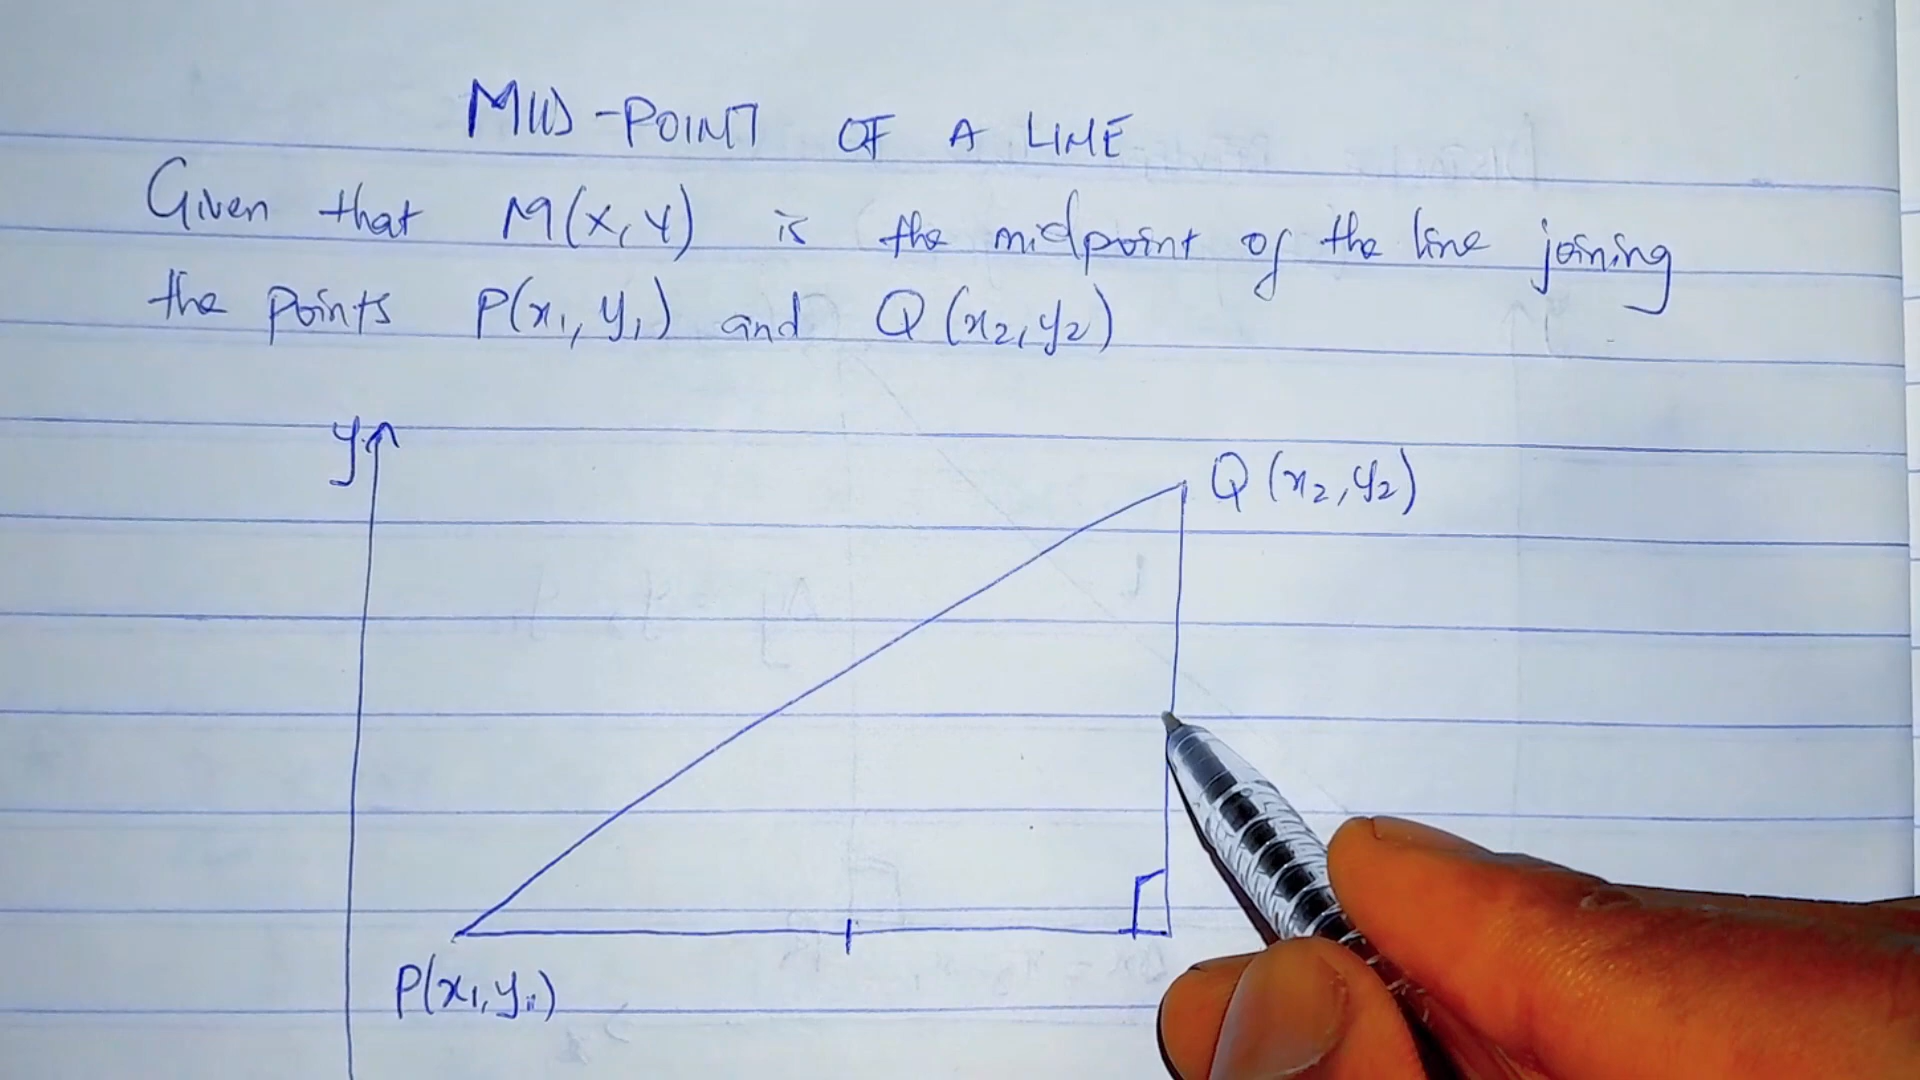 MID-POINT OF A LINE
Given that M(X, Y) is the midpoint of the line joining
the points P(x₁, y₁) and Q(x₂, y₂)
y
Q(x₂, y₂)
P(x₁, y₁)